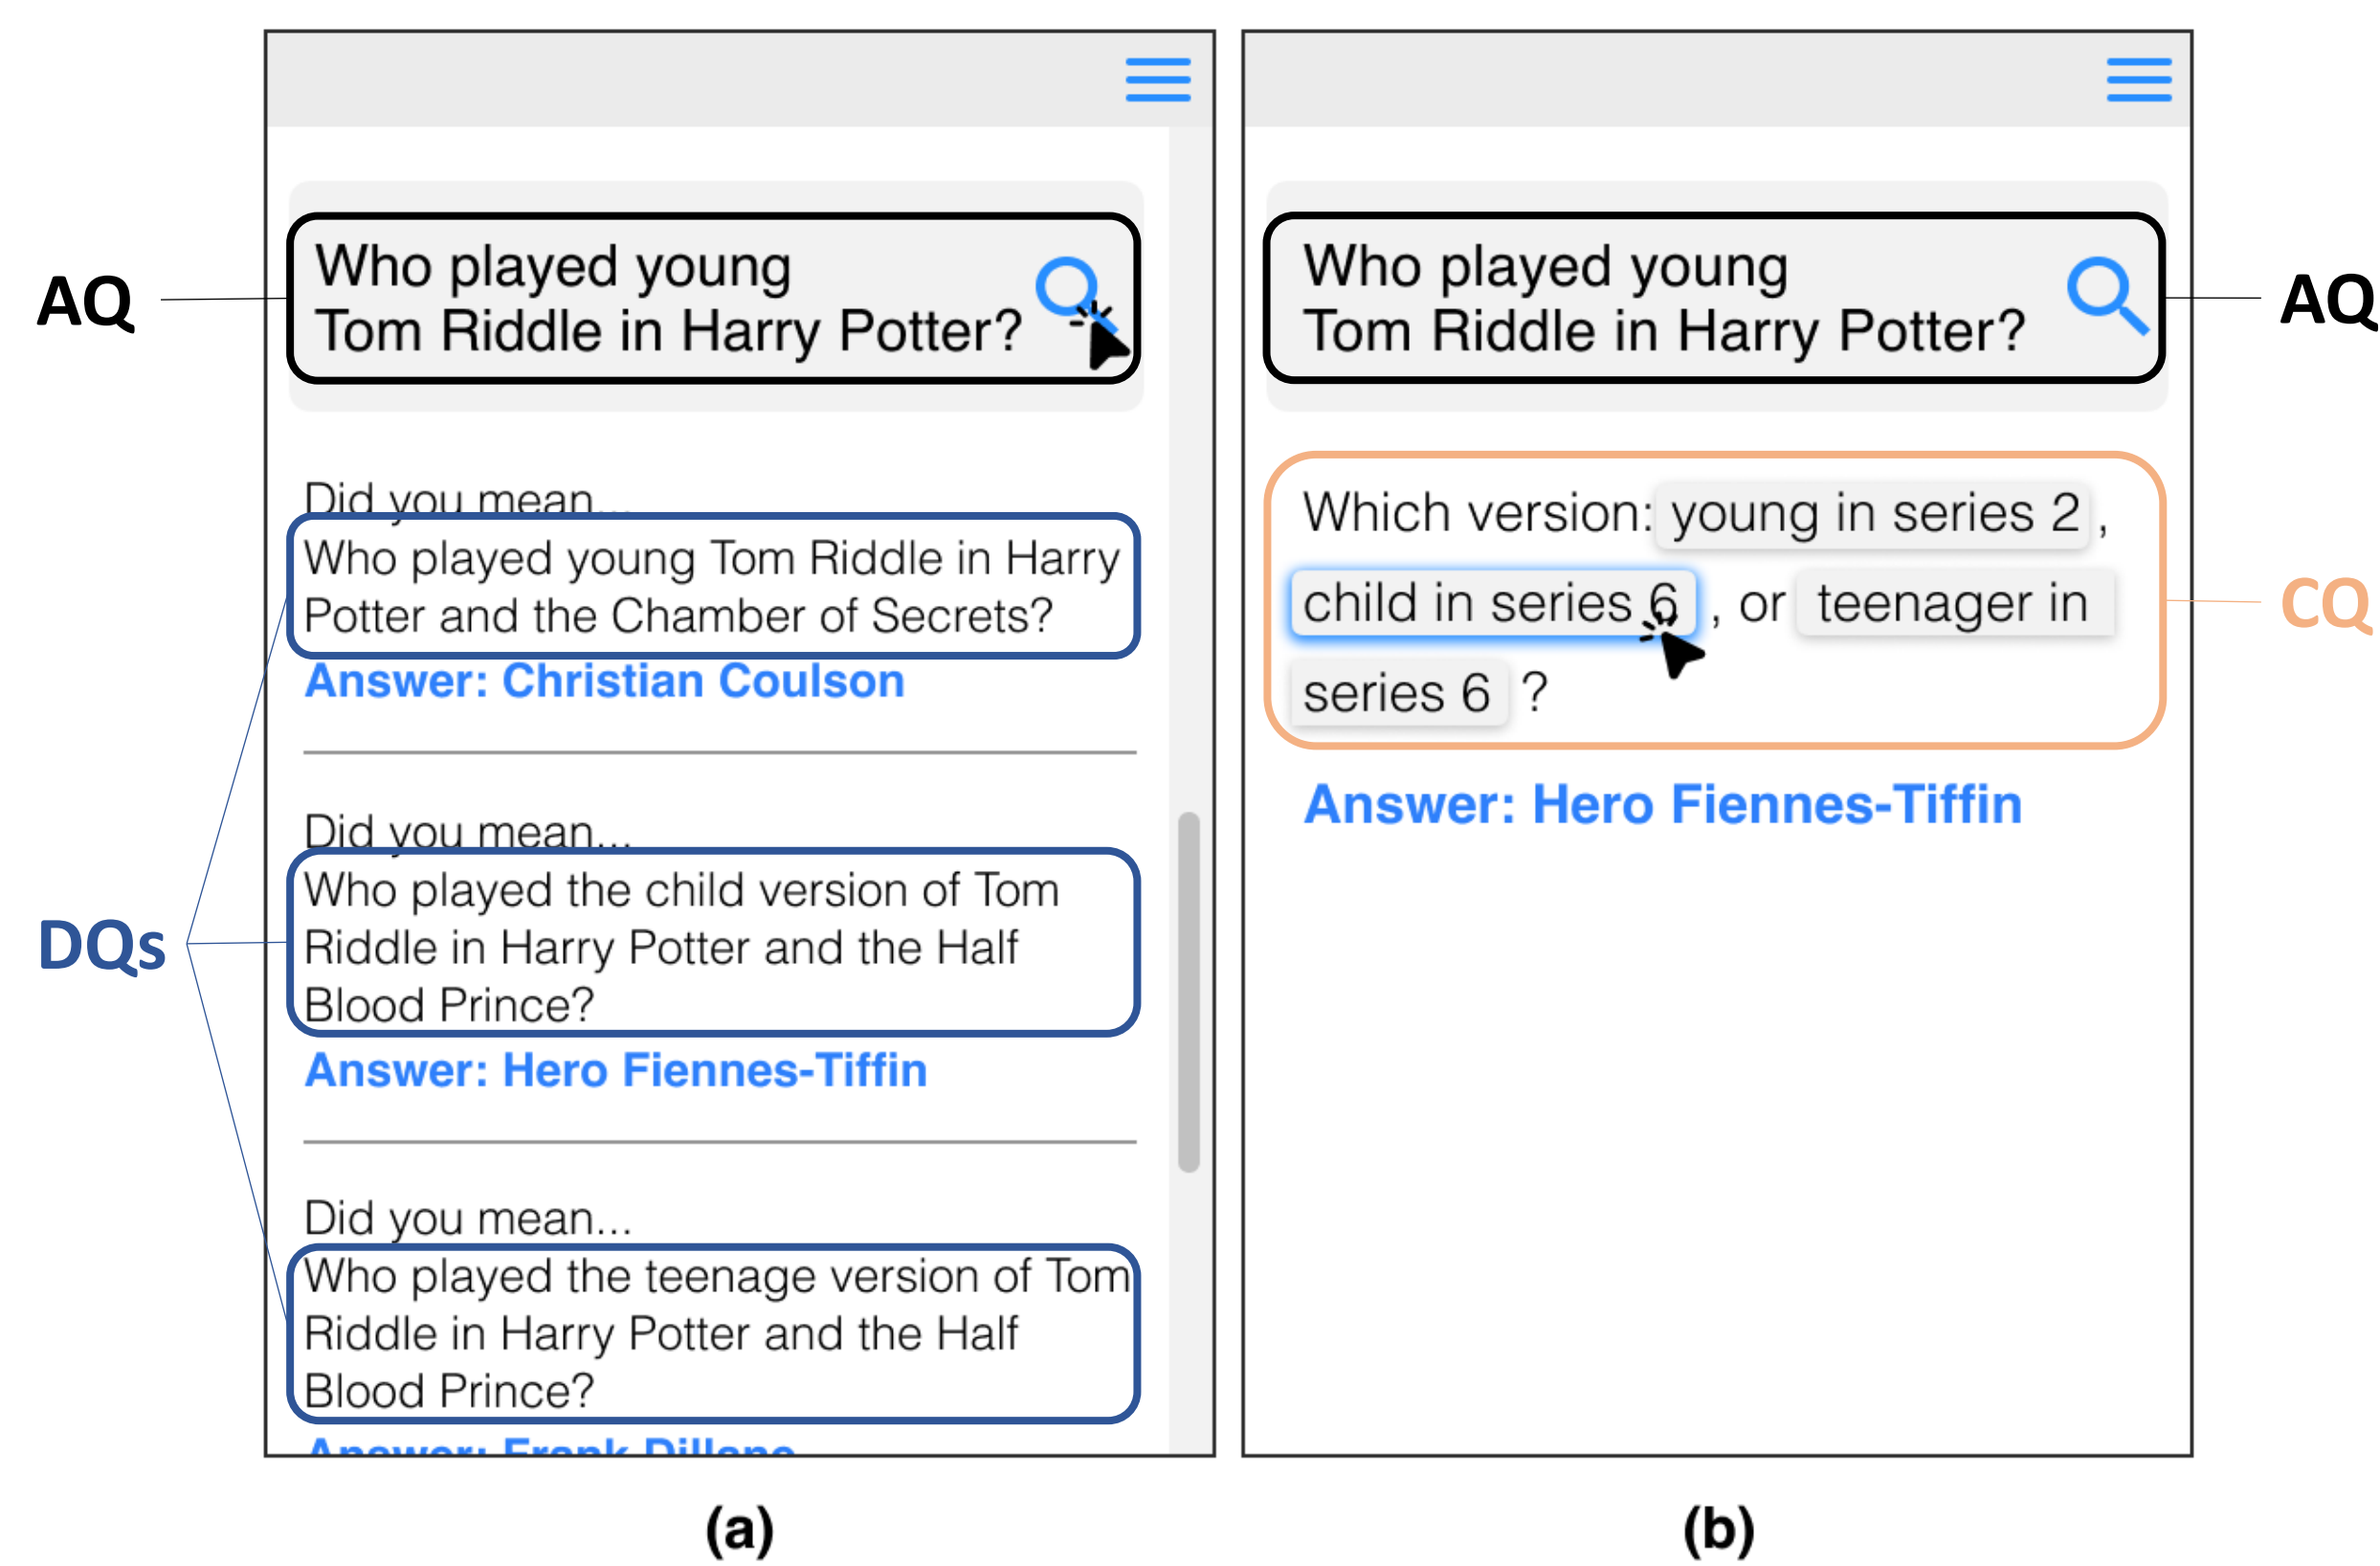 AQ
Who played young
Tom Riddle in Harry Potter?
Did you mean...
Who played young Tom Riddle in Harry
Potter and the Chamber of Secrets?
Answer: Christian Coulson
Did you mean...
Who played the child version of Tom
Riddle in Harry Potter and the Half
Blood Prince?
Answer: Hero Fiennes-Tiffin
Did you mean...
Who played the teenage version of Tom
Riddle in Harry Potter and the Half
Blood Prince?
Answer: Frank Dillane
DQs
(a)
Who played young
Tom Riddle in Harry Potter?
AQ
Which version: young in series 2 ,
child in series 6 , or teenager in
series 6 ?
CQ
Answer: Hero Fiennes-Tiffin
(b)